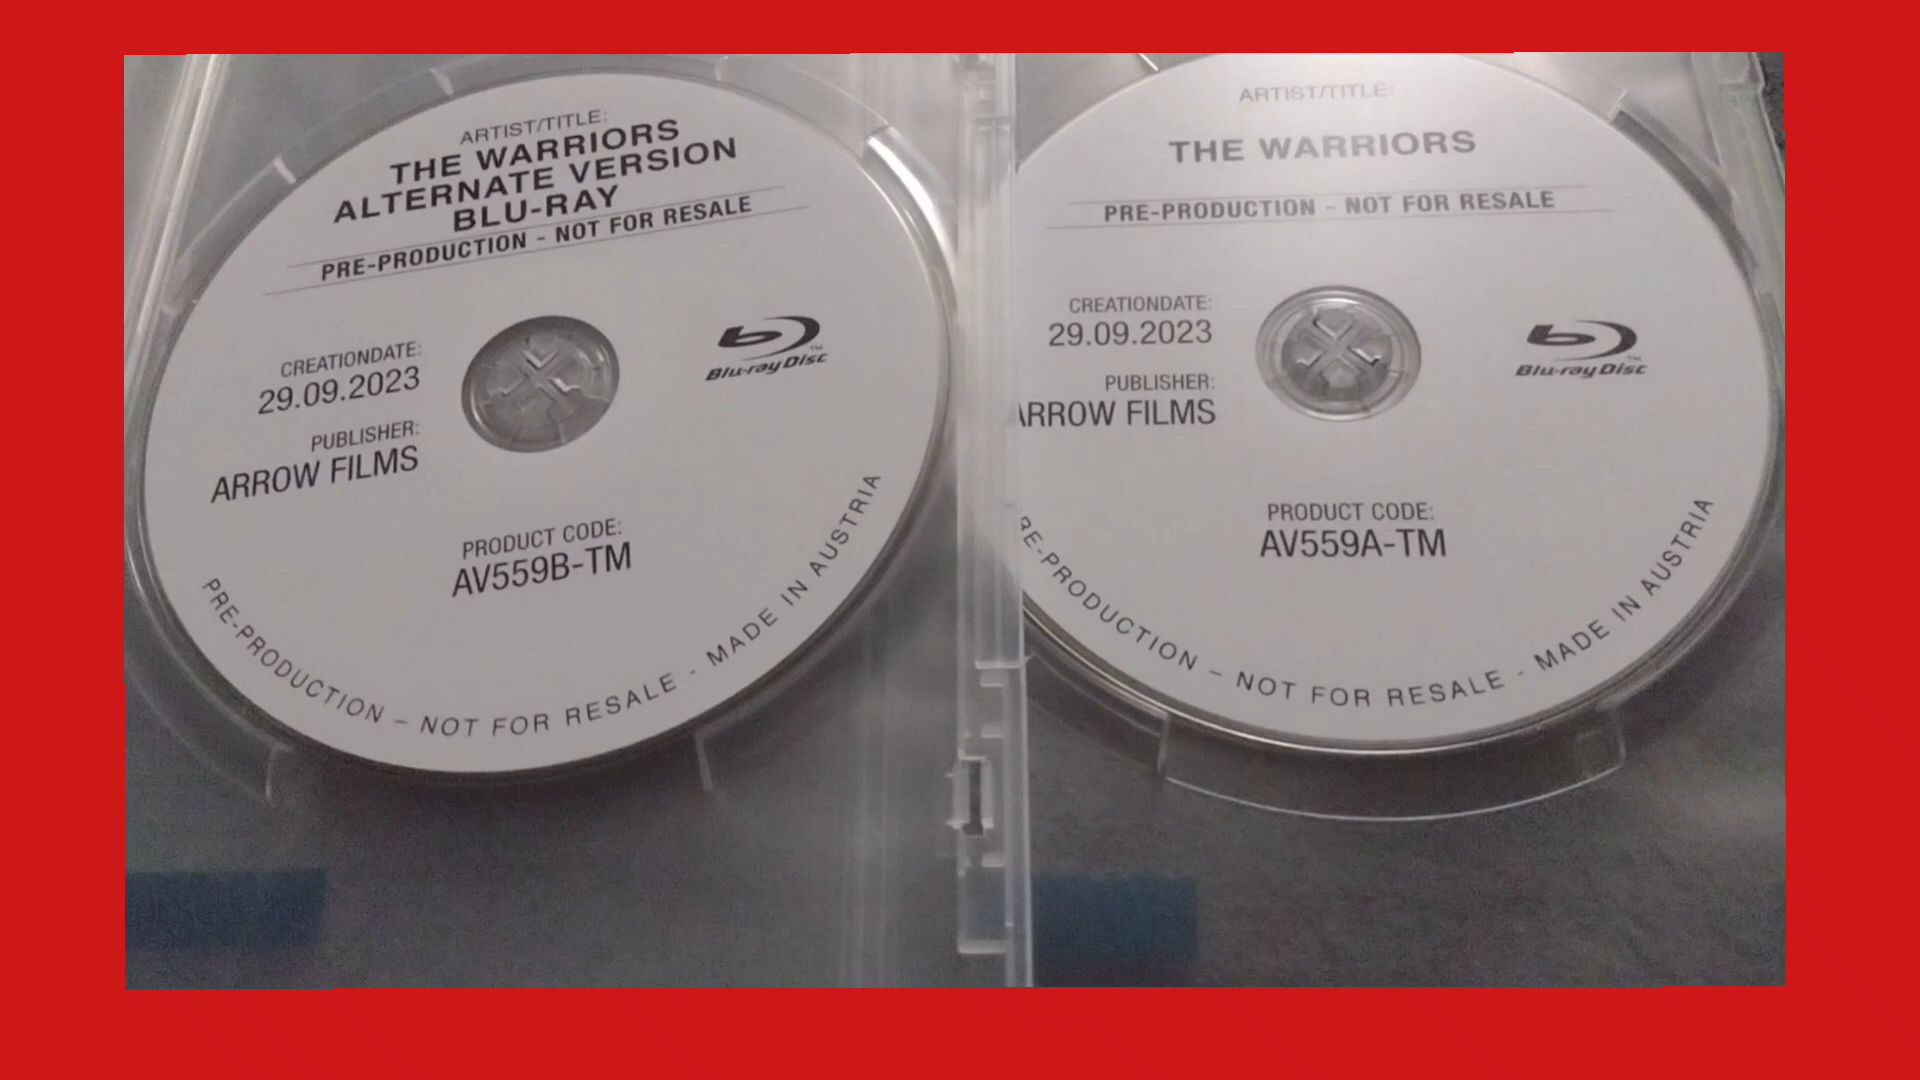 ARTIST/TITLE:
THE WARRIORS
ALTERNATE VERSION
BLU-RAY
PRE-PRODUCTION - NOT FOR RESALE
CREATIONDATE:
29.09.2023
PUBLISHER:
ARROW FILMS
Blu-ray Disc
TM
PRODUCT CODE:
AV559B-TM
PRE-PRODUCTION – NOT FOR RESALE - MADE IN AUSTRIA
ARTIST/TITLE:
THE WARRIORS
PRE-PRODUCTION - NOT FOR RESALE
CREATIONDATE:
29.09.2023
PUBLISHER:
ARROW FILMS
Blu-ray Disc
TM
PRODUCT CODE:
AV559A-TM
RE-PRODUCTION – NOT FOR RESALE - MADE IN AUSTRIA